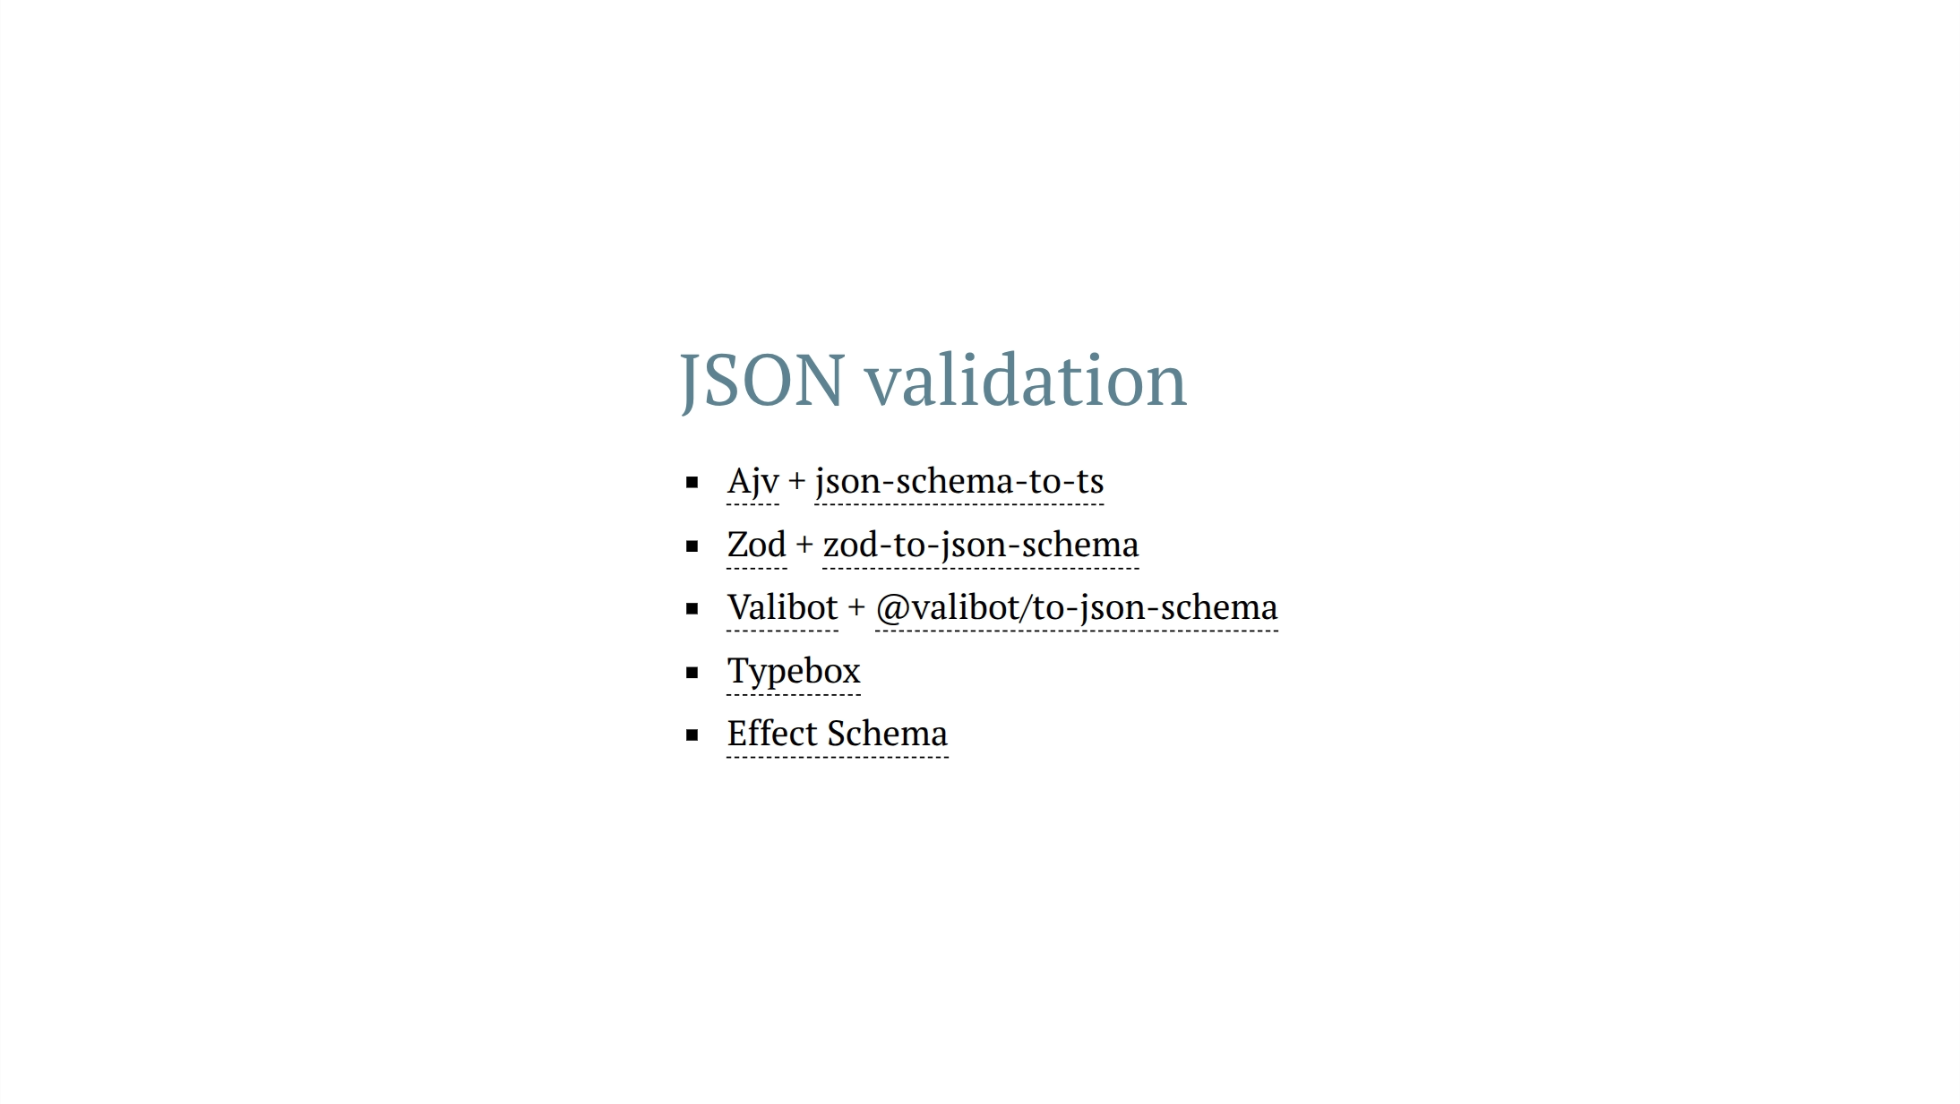 JSON validation
Ajv + json-schema-to-ts
Zod + zod-to-json-schema
Valibot + @valibot/to-json-schema
Typebox
Effect Schema